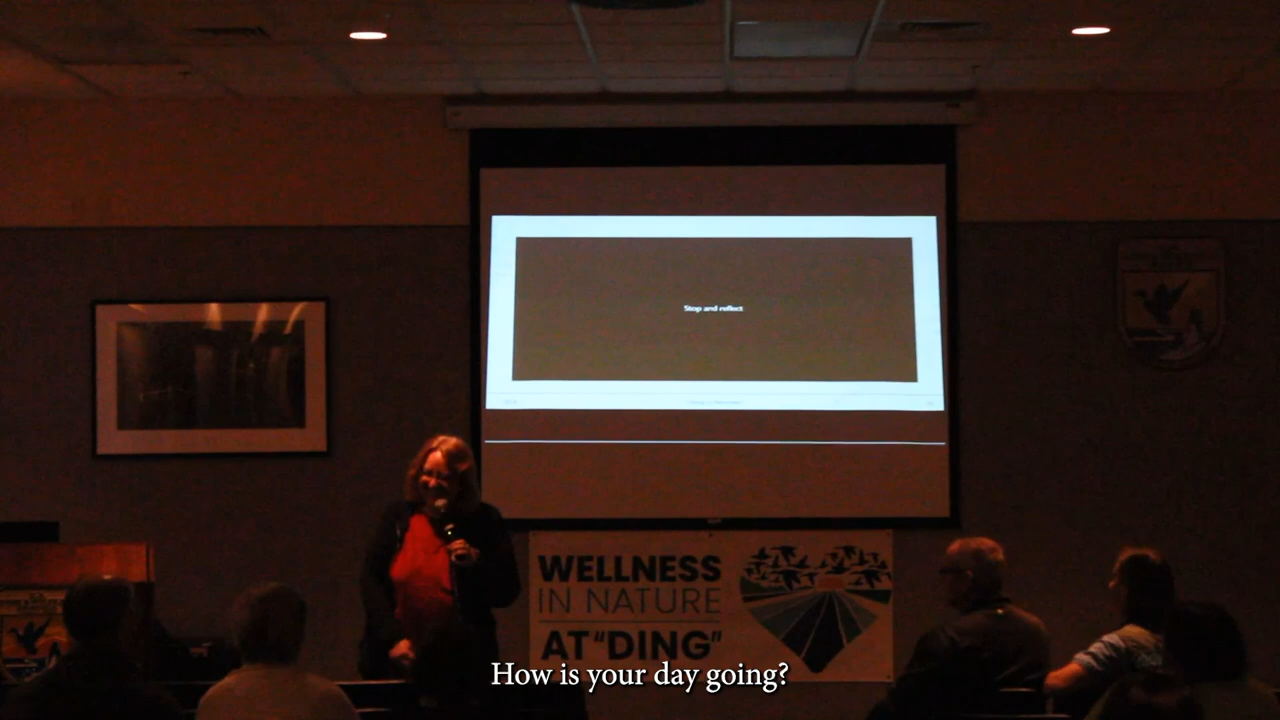 Stop and reflect
WELLNESS
IN NATURE
AT "DING"
How is your day going?